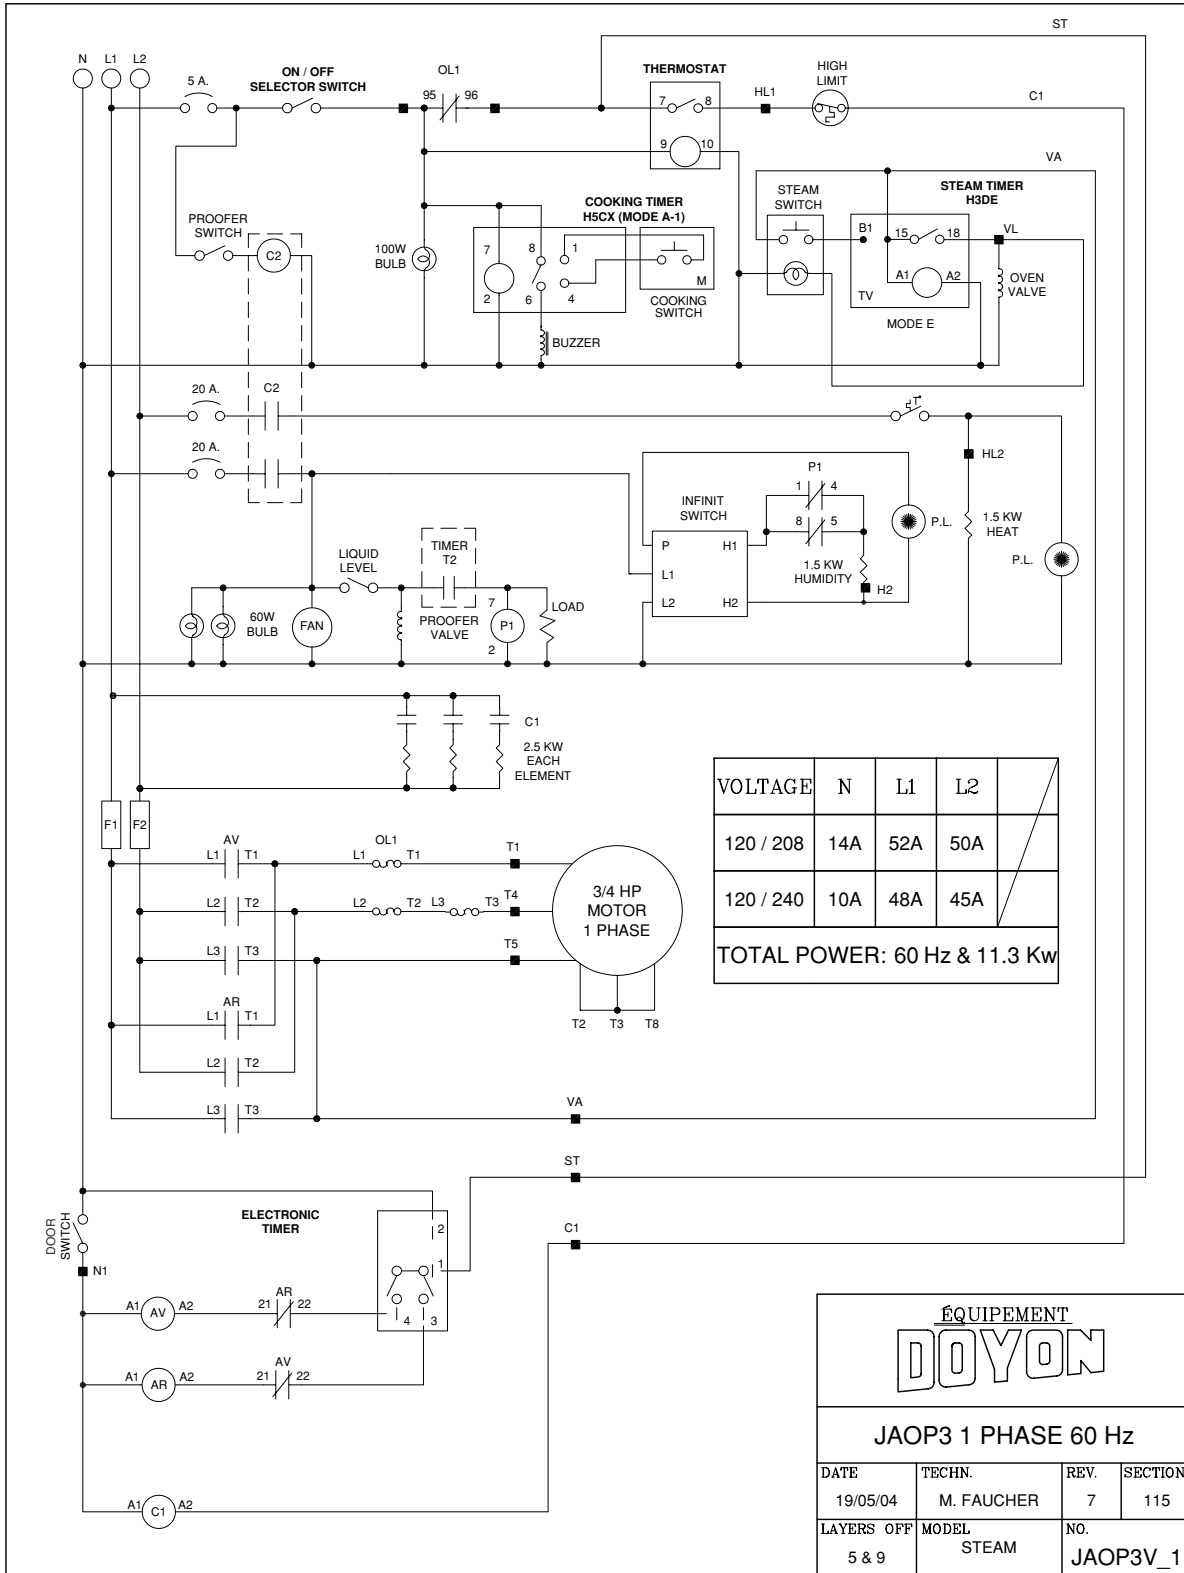 ST
N L1 L2
5 A.
ON / OFF
SELECTOR SWITCH
OL1
95 96
THERMOSTAT
7 8
9 10
HL1
HIGH
LIMIT
C1
VA
PROOFER
SWITCH
C2
100W
BULB
COOKING TIMER
H5CX (MODE A-1)
7
2
8
6
1
4
M
COOKING
SWITCH
BUZZER
STEAM
SWITCH
STEAM TIMER
H3DE
B1
15 18
A1 A2
TV
MODE E
VL
OVEN
VALVE
20 A.
C2
20 A.
T°
HL2
1.5 KW
HEAT
P.L.
INFINIT
SWITCH
P H1
L1
L2 H2
P1
1 4
8 5
1.5 KW
HUMIDITY
H2
P.L.
LIQUID
LEVEL
TIMER
T2
PROOFER
VALVE
60W
BULB
FAN
7
P1
2
LOAD
C1
2.5 KW
EACH
ELEMENT
F1 F2
AV
L1 T1
L2 T2
L3 T3
AR
L1 T1
L2 T2
L3 T3
OL1
L1 T1
L2 T2 L3 T3
T1
T4
T5
3/4 HP
MOTOR
1 PHASE
T2 T3 T8
VOLTAGE N L1 L2
120 / 208 14A 52A 50A
120 / 240 10A 48A 45A
TOTAL POWER: 60 Hz & 11.3 Kw
VA
ST
C1
DOOR
SWITCH
N1
ELECTRONIC
TIMER
2
1
4 3
A1 AV A2
AR
21 22
A1 AR A2
AV
21 22
A1 C1 A2
ÉQUIPEMENT
DOYON
JAOP3 1 PHASE 60 Hz
DATE TECHN. REV. SECTION
19/05/04 M. FAUCHER 7 115
LAYERS OFF MODEL NO.
5 & 9 STEAM JAOP3V_1